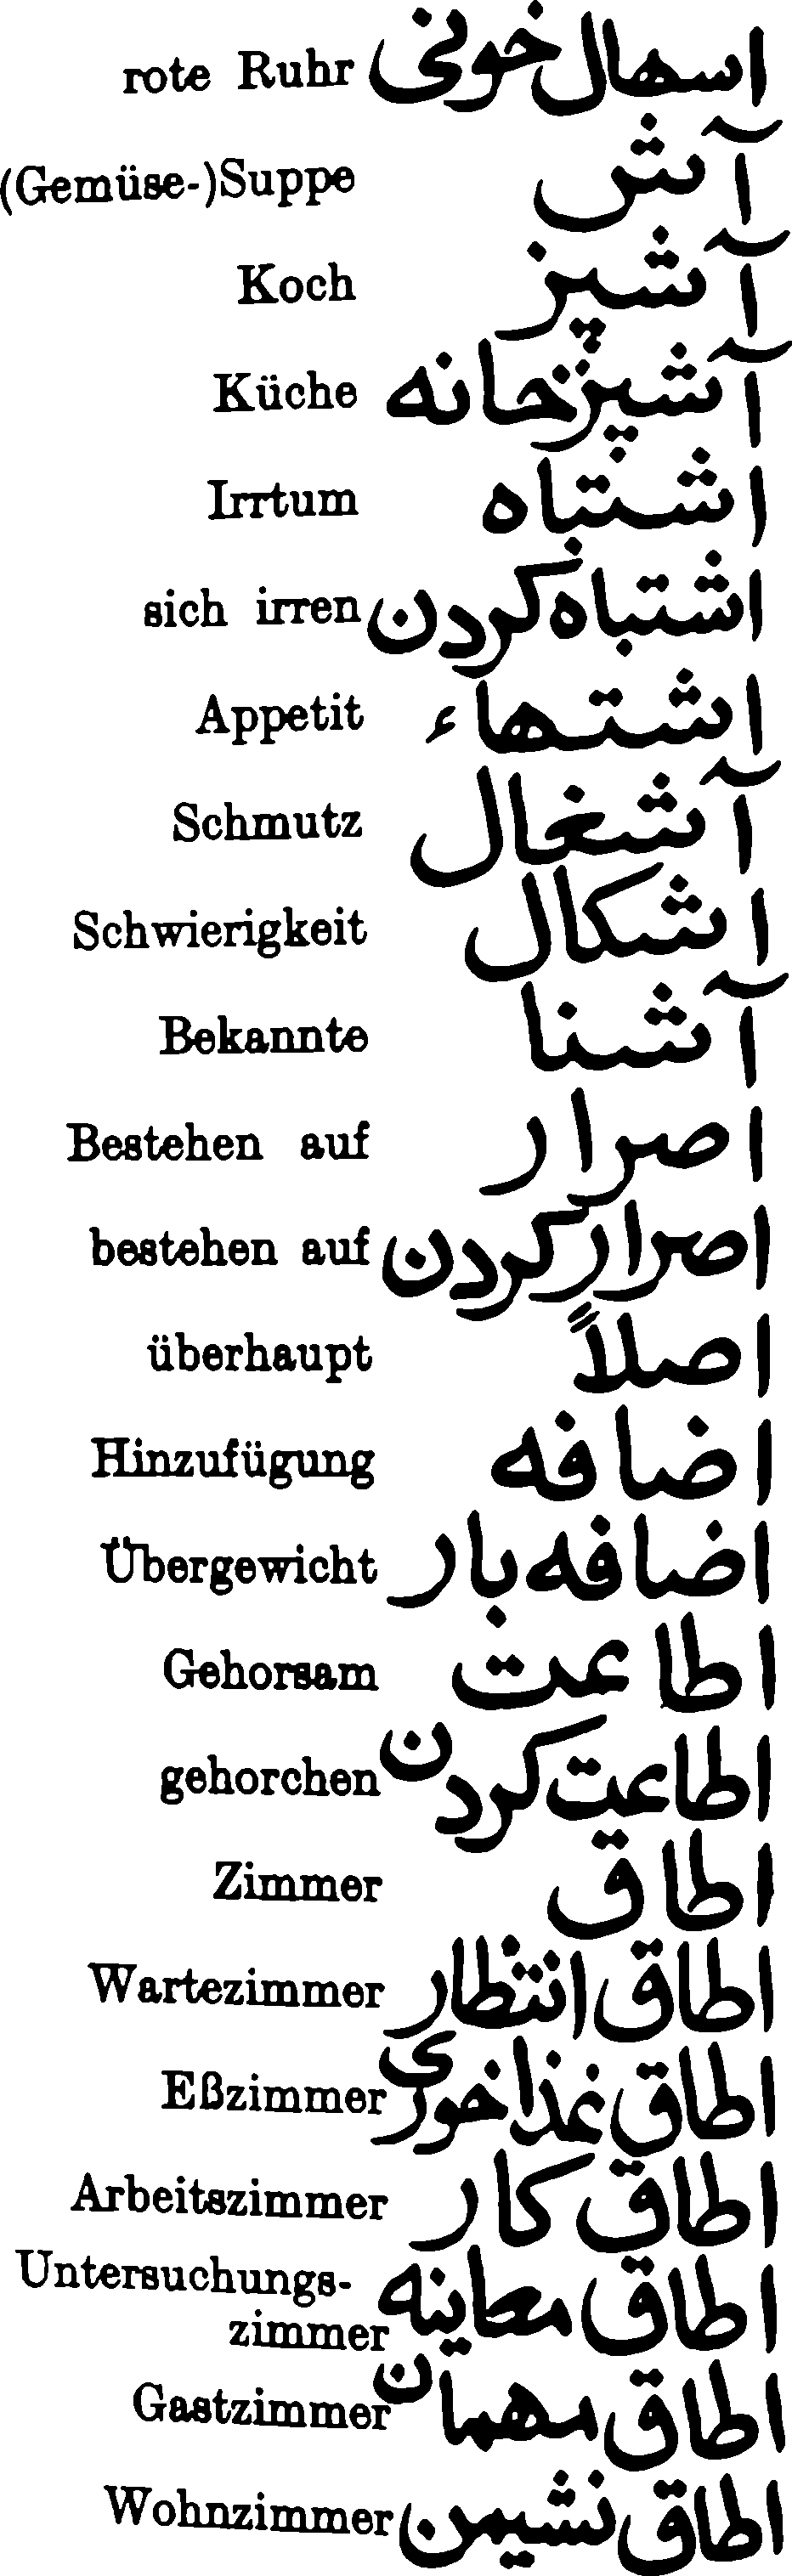 rote Ruhr اسهال خونی
(Gemüse-)Suppe آش
Koch آشپز
Küche آشپزخانه
Irrtum اشتباه
sich irren اشتباه کردن
Appetit اشتهاء
Schmutz آشغال
Schwierigkeit اشکال
Bekannte آشنا
Bestehen auf اصرار
bestehen auf اصرار کردن
überhaupt اصلاً
Hinzufügung اضافه
Übergewicht اضافه بار
Gehorsam اطاعت
gehorchen اطاعت کردن
Zimmer اطاق
Wartezimmer اطاق انتظار
Eßzimmer اطاق غذاخوری
Arbeitszimmer اطاق کار
Untersuchungs-
zimmer اطاق معاینه
Gastzimmer اطاق مهمان
Wohnzimmer اطاق نشیمن